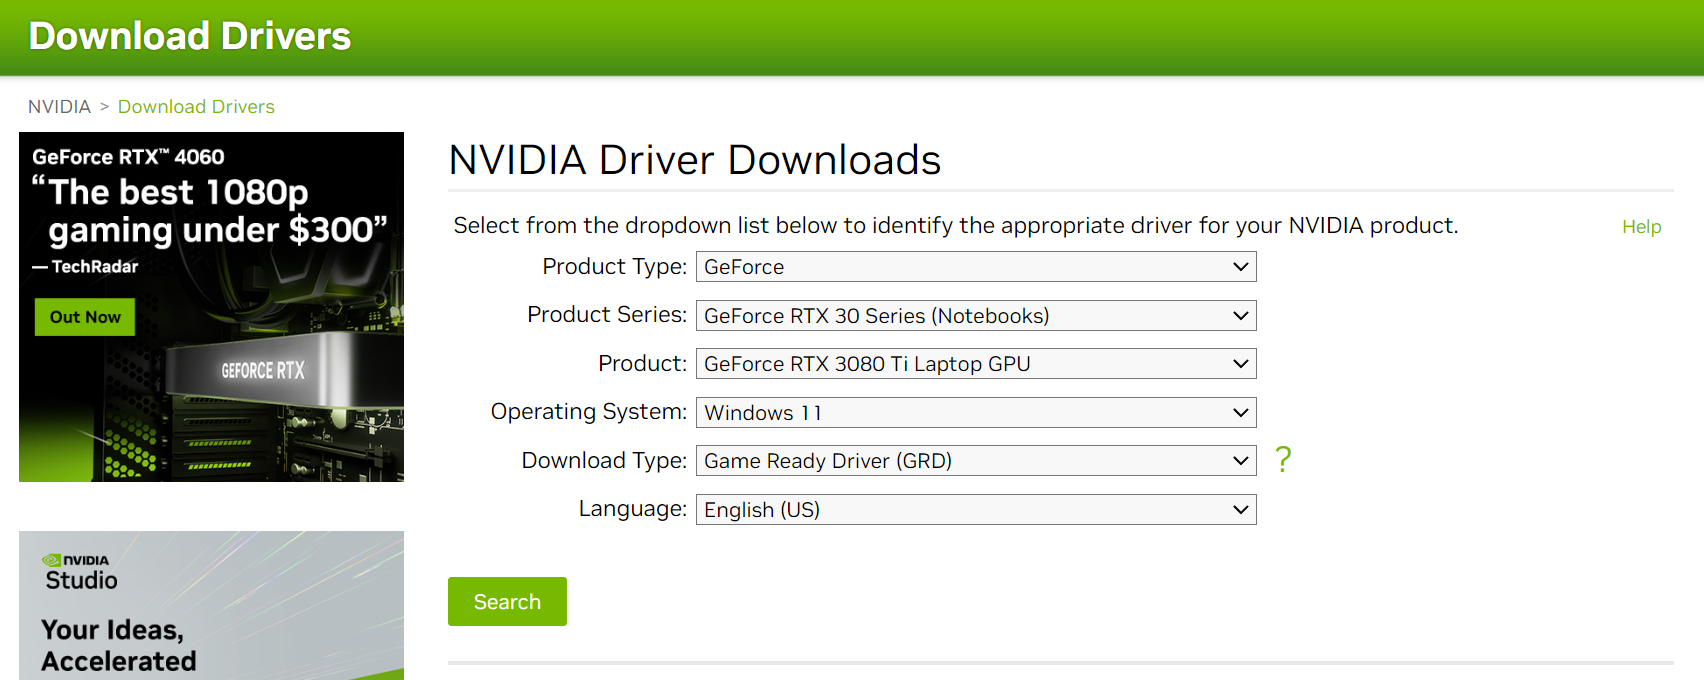 Download Drivers
NVIDIA > Download Drivers
GeForce RTX™ 4060
“The best 1080p
gaming under $300”
— TechRadar
Out Now
GEFORCE RTX
NVIDIA
Studio
Your Ideas,
Accelerated
NVIDIA Driver Downloads
Select from the dropdown list below to identify the appropriate driver for your NVIDIA product.
Help
Product Type: GeForce
Product Series: GeForce RTX 30 Series (Notebooks)
Product: GeForce RTX 3080 Ti Laptop GPU
Operating System: Windows 11
Download Type: Game Ready Driver (GRD) ?
Language: English (US)
Search